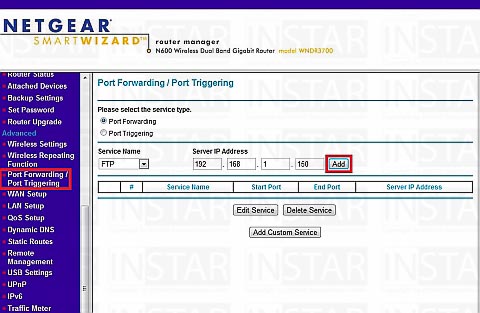 NETGEAR
SMARTWIZARD™ router manager
N600 Wireless Dual Band Gigabit Router model WNDR3700
Router Status
Attached Devices
Backup Settings
Set Password
Router Upgrade
Advanced
Wireless Settings
Wireless Repeating
Function
Port Forwarding /
Port Triggering
WAN Setup
LAN Setup
QoS Setup
Dynamic DNS
Static Routes
Remote
Management
USB Settings
UPnP
IPv6
Traffic Meter
Port Forwarding / Port Triggering
Please select the service type.
Port Forwarding
Port Triggering
Service Name Server IP Address
FTP 192 . 168 . 1 . 150 Add
# Service Name Start Port End Port Server IP Address
Edit Service Delete Service
Add Custom Service
INSTAR INSTAR INSTAR INSTAR